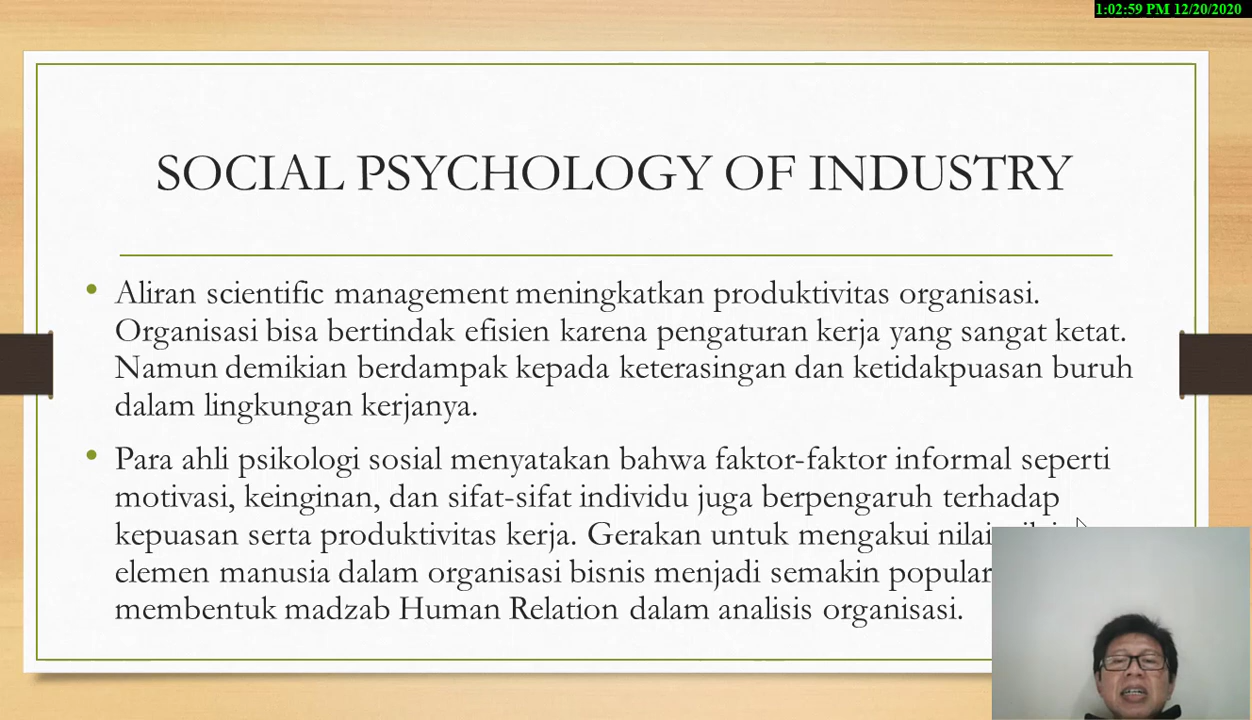 1:02:59 PM 12/20/2020
SOCIAL PSYCHOLOGY OF INDUSTRY
• Aliran scientific management meningkatkan produktivitas organisasi.
Organisasi bisa bertindak efisien karena pengaturan kerja yang sangat ketat.
Namun demikian berdampak kepada keterasingan dan ketidakpuasan buruh
dalam lingkungan kerjanya.
• Para ahli psikologi sosial menyatakan bahwa faktor-faktor informal seperti
motivasi, keinginan, dan sifat-sifat individu juga berpengaruh terhadap
kepuasan serta produktivitas kerja. Gerakan untuk mengakui
elemen manusia dalam organisasi bisnis menjadi semakin popular
membentuk madzab Human Relation dalam analisis organisasi.